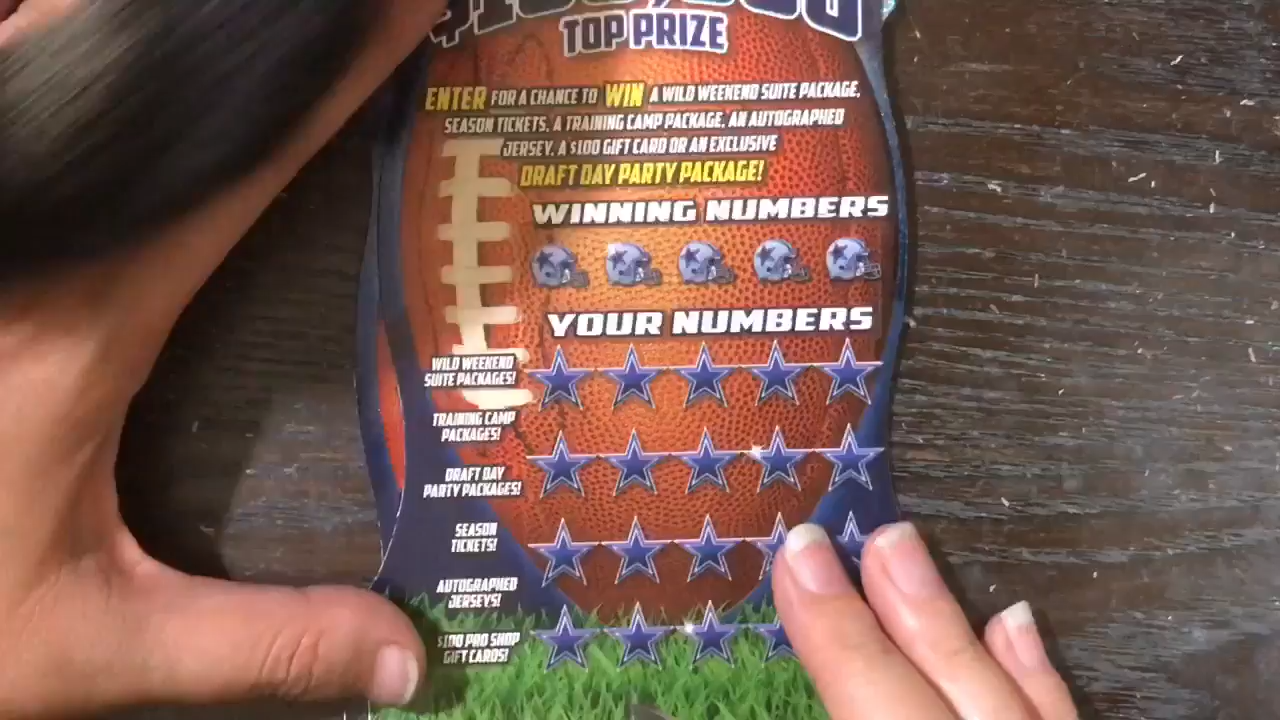 TOP PRIZE
ENTER FOR A CHANCE TO WIN A WILD WEEKEND SUITE PACKAGE,
SEASON TICKETS, A TRAINING CAMP PACKAGE, AN AUTOGRAPHED
JERSEY, A $100 GIFT CARD OR AN EXCLUSIVE
DRAFT DAY PARTY PACKAGE!
WINNING NUMBERS
YOUR NUMBERS
WILD WEEKEND
SUITE PACKAGES!
TRAINING CAMP
PACKAGES!
DRAFT DAY
PARTY PACKAGES!
SEASON
TICKETS!
AUTOGRAPHED
JERSEYS!
$100 PRO SHOP
GIFT CARDS!